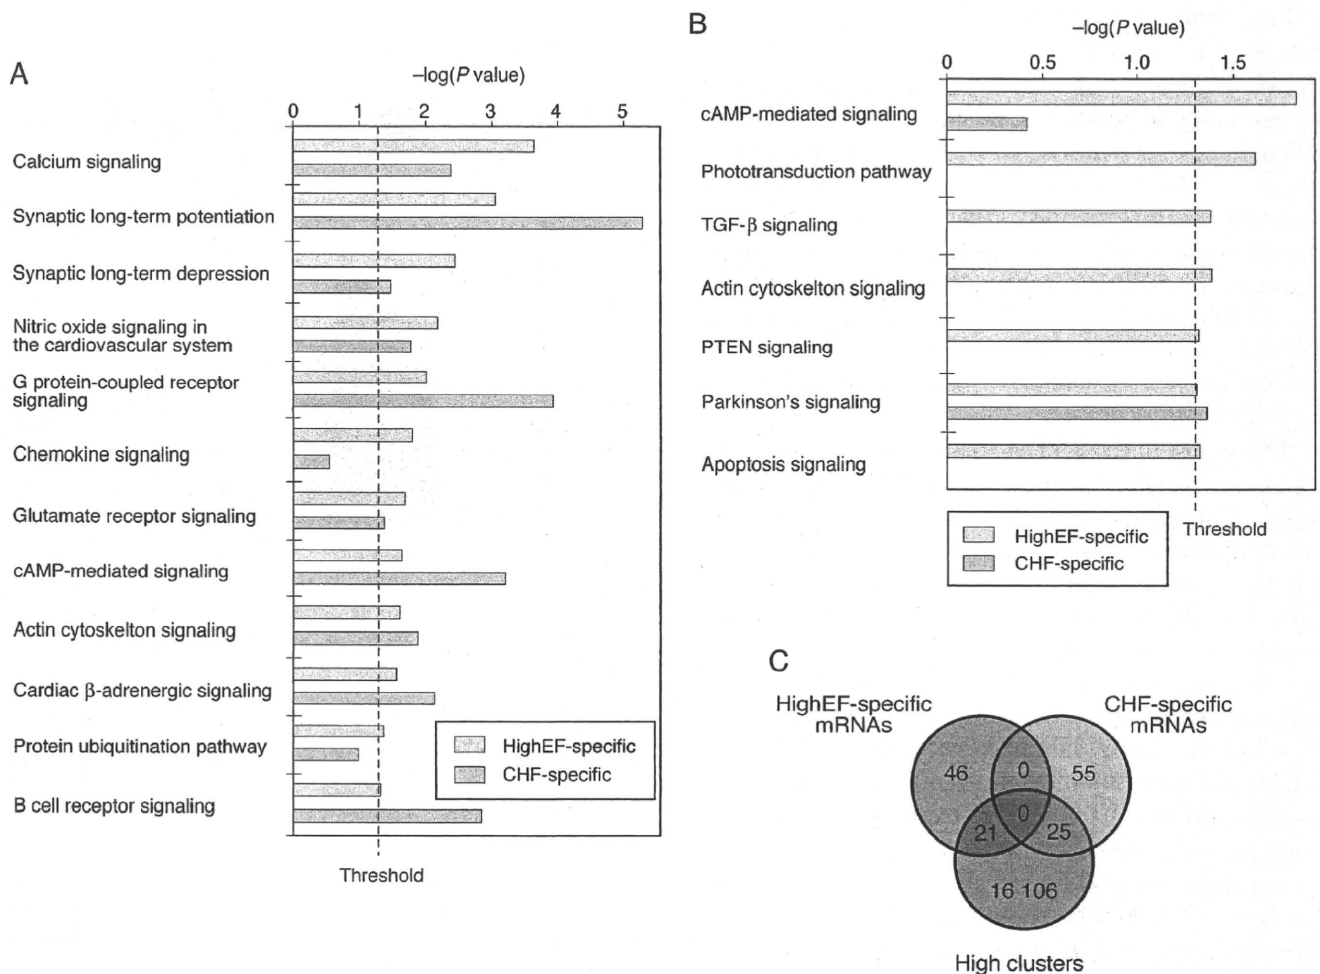 A
–log(P value)
0 1 2 3 4 5
Calcium signaling
Synaptic long-term potentiation
Synaptic long-term depression
Nitric oxide signaling in
the cardiovascular system
G protein-coupled receptor
signaling
Chemokine signaling
Glutamate receptor signaling
cAMP-mediated signaling
Actin cytoskelton signaling
Cardiac β-adrenergic signaling
Protein ubiquitination pathway
B cell receptor signaling
HighEF-specific
CHF-specific
Threshold
B
–log(P value)
0 0.5 1.0 1.5
cAMP-mediated signaling
Phototransduction pathway
TGF-β signaling
Actin cytoskelton signaling
PTEN signaling
Parkinson's signaling
Apoptosis signaling
Threshold
HighEF-specific
CHF-specific
C
HighEF-specific
mRNAs
CHF-specific
mRNAs
46 0 55
0
21 25
16 106
High clusters